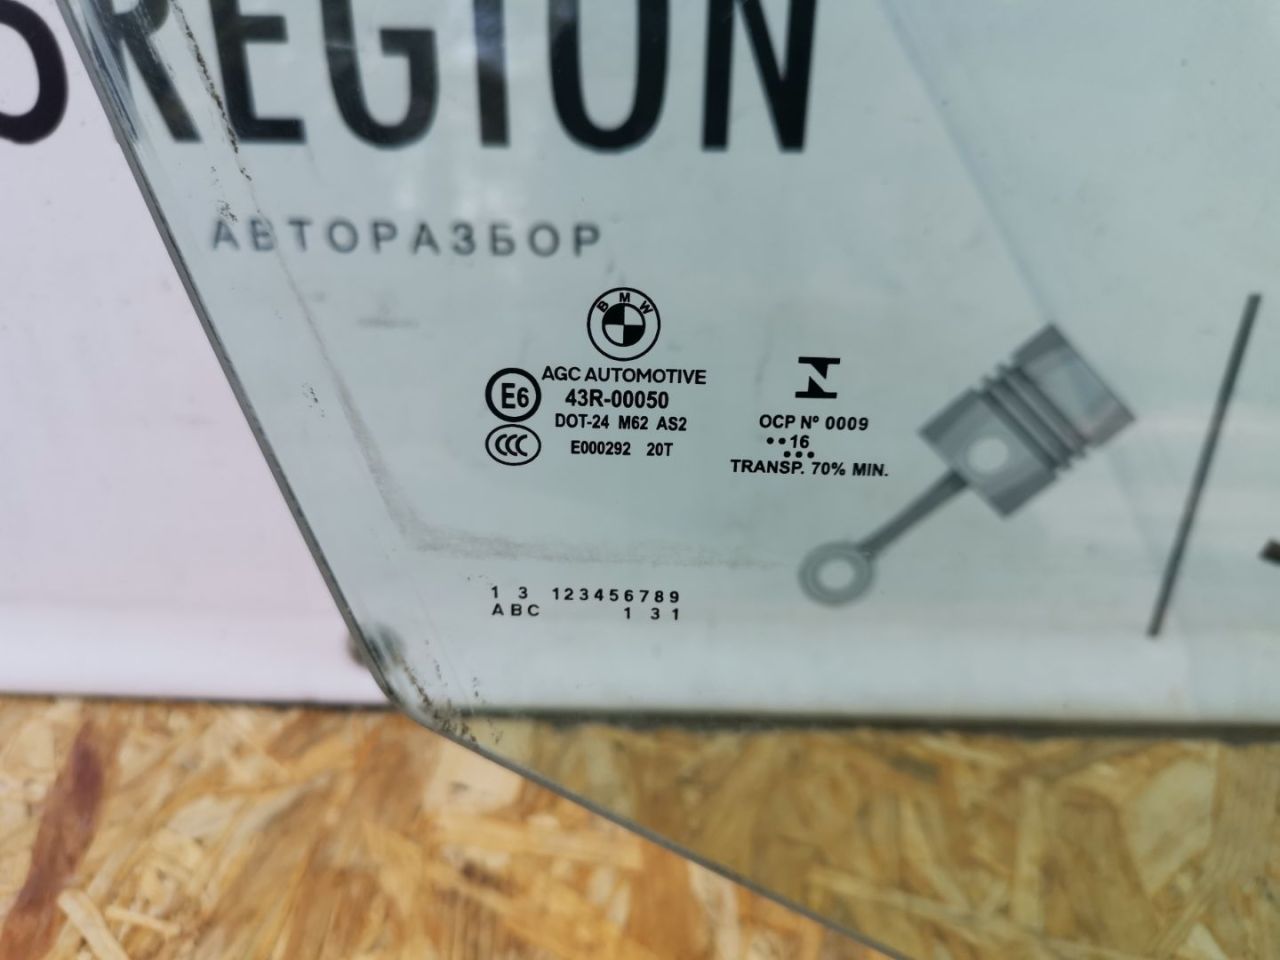 REGION
АВТОРАЗБОР
BMW
AGC AUTOMOTIVE
E6
43R-00050
DOT-24 M62 AS2
CCC
E000292 20T
OCP Nº 0009
••16
•••
TRANSP. 70% MIN.
1 3 123456789
ABC 1 3 1